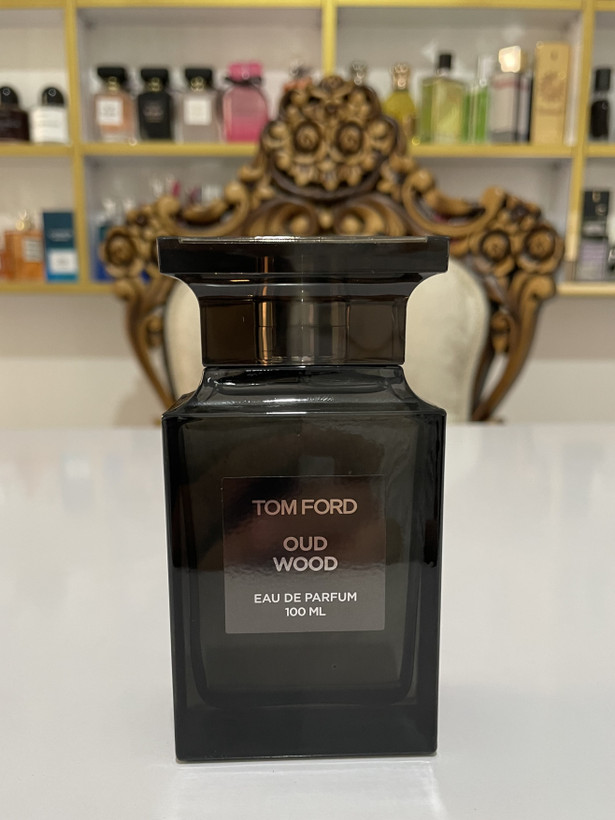 TOM FORD
OUD
WOOD
EAU DE PARFUM
100 ML